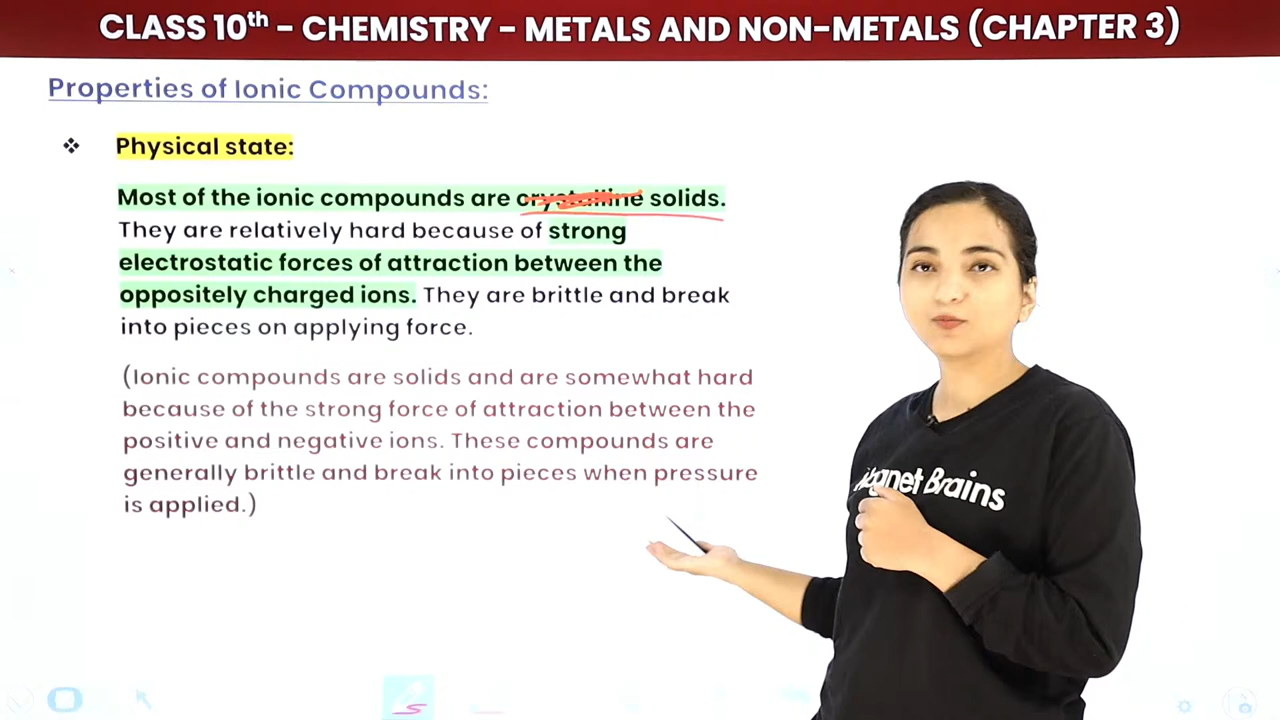 CLASS 10th - CHEMISTRY - METALS AND NON-METALS (CHAPTER 3)
Properties of Ionic Compounds:
❖ Physical state:
Most of the ionic compounds are crystalline solids.
They are relatively hard because of strong
electrostatic forces of attraction between the
oppositely charged ions. They are brittle and break
into pieces on applying force.
(Ionic compounds are solids and are somewhat hard
because of the strong force of attraction between the
positive and negative ions. These compounds are
generally brittle and break into pieces when pressure
is applied.)
Magnet Brains